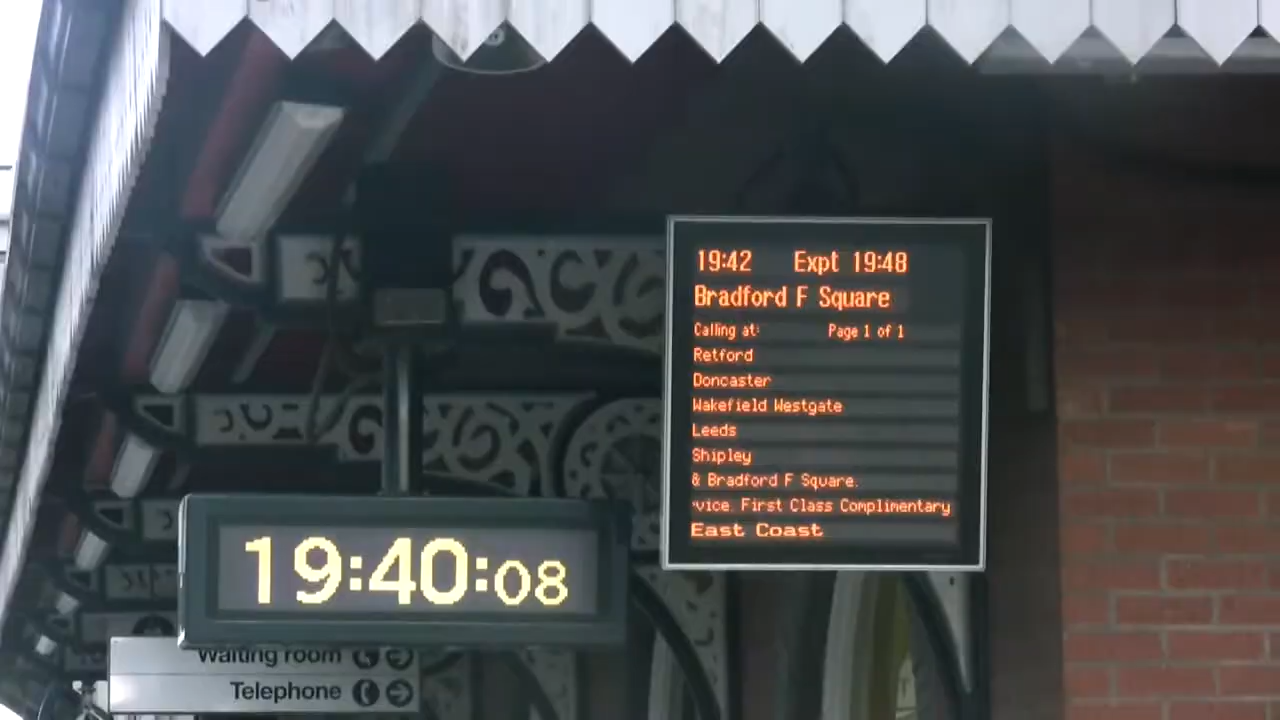 19:42 Expt 19:48
Bradford F Square
Calling at: Page 1 of 1
Retford
Doncaster
Wakefield Westgate
Leeds
Shipley
& Bradford F Square.
vice. First Class Complimentary
East Coast
19:40:08
Waiting room
Telephone